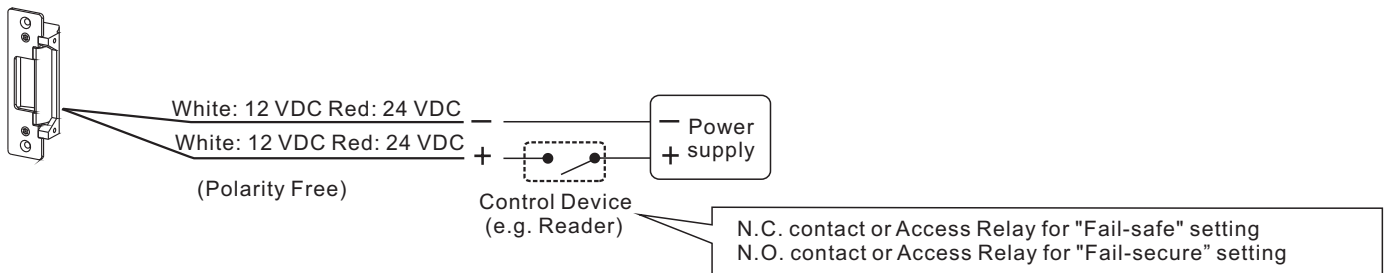 White: 12 VDC Red: 24 VDC − − Power
White: 12 VDC Red: 24 VDC + + supply
(Polarity Free)
Control Device
(e.g. Reader)
N.C. contact or Access Relay for "Fail-safe" setting
N.O. contact or Access Relay for "Fail-secure” setting